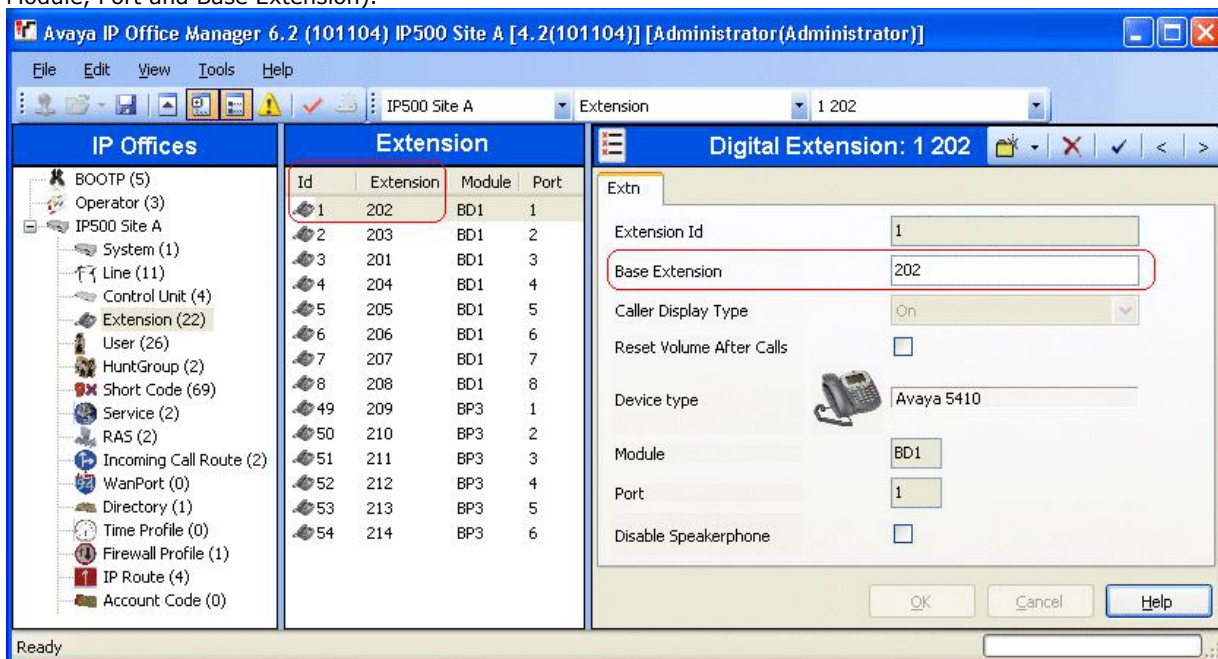 Module, Port and Base Extension).
Avaya IP Office Manager 6.2 (101104) IP500 Site A [4.2(101104)] [Administrator(Administrator)]
File Edit View Tools Help
IP500 Site A Extension 1 202
IP Offices
BOOTP (5)
Operator (3)
IP500 Site A
System (1)
Line (11)
Control Unit (4)
Extension (22)
User (26)
HuntGroup (2)
Short Code (69)
Service (2)
RAS (2)
Incoming Call Route (2)
WanPort (0)
Directory (1)
Time Profile (0)
Firewall Profile (1)
IP Route (4)
Account Code (0)
Extension
Id Extension Module Port
1 202 BD1 1
2 203 BD1 2
3 201 BD1 3
4 204 BD1 4
5 205 BD1 5
6 206 BD1 6
7 207 BD1 7
8 208 BD1 8
49 209 BP3 1
50 210 BP3 2
51 211 BP3 3
52 212 BP3 4
53 213 BP3 5
54 214 BP3 6
Digital Extension: 1 202
Extn
Extension Id 1
Base Extension 202
Caller Display Type On
Reset Volume After Calls
Device type Avaya 5410
Module BD1
Port 1
Disable Speakerphone
OK Cancel Help
Ready